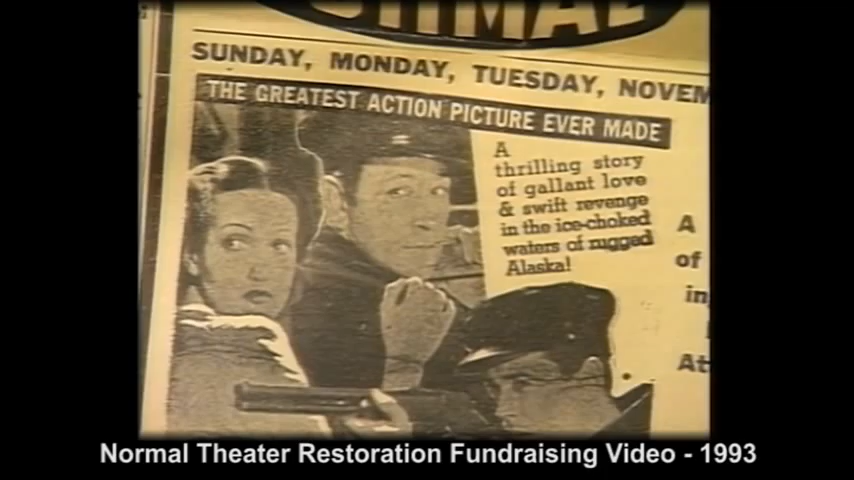 SUNDAY, MONDAY, TUESDAY, NOVEM
THE GREATEST ACTION PICTURE EVER MADE
A
thrilling story
of gallant love
& swift revenge
in the ice-choked
waters of rugged
Alaska!
A
of
in
At
Normal Theater Restoration Fundraising Video - 1993